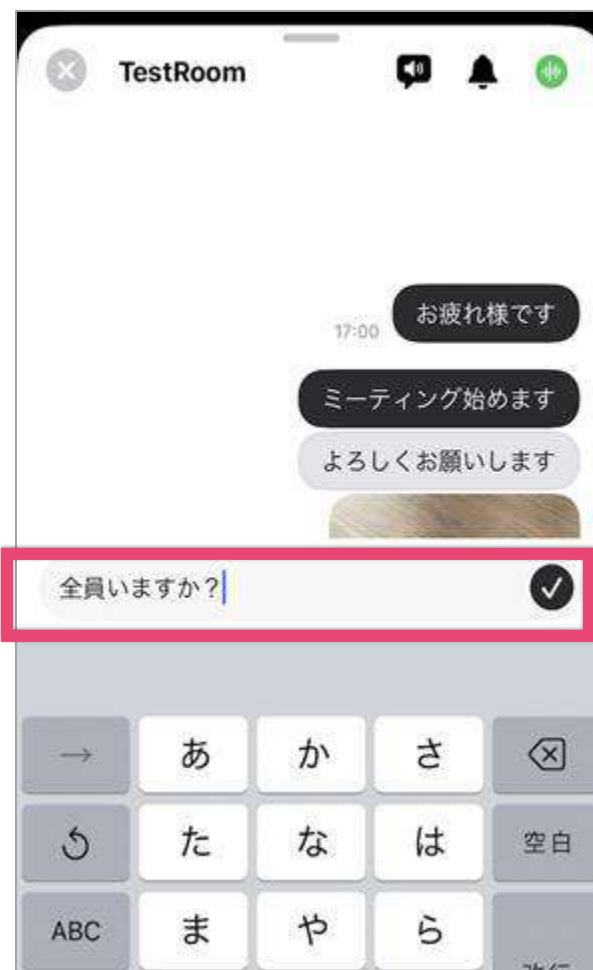 TestRoom
お疲れ様です
17:00
ミーティング始めます
よろしくお願いします
全員いますか？
→ あ か さ
た な は 空白
ABC ま や ら
改行